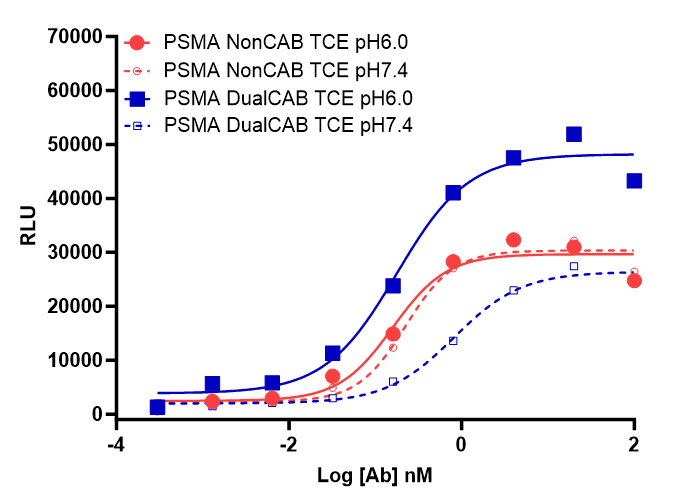 70000
60000
50000
40000
30000
20000
10000
0
RLU
PSMA NonCAB TCE pH6.0
PSMA NonCAB TCE pH7.4
PSMA DualCAB TCE pH6.0
PSMA DualCAB TCE pH7.4
-4 -2 0 2
Log [Ab] nM